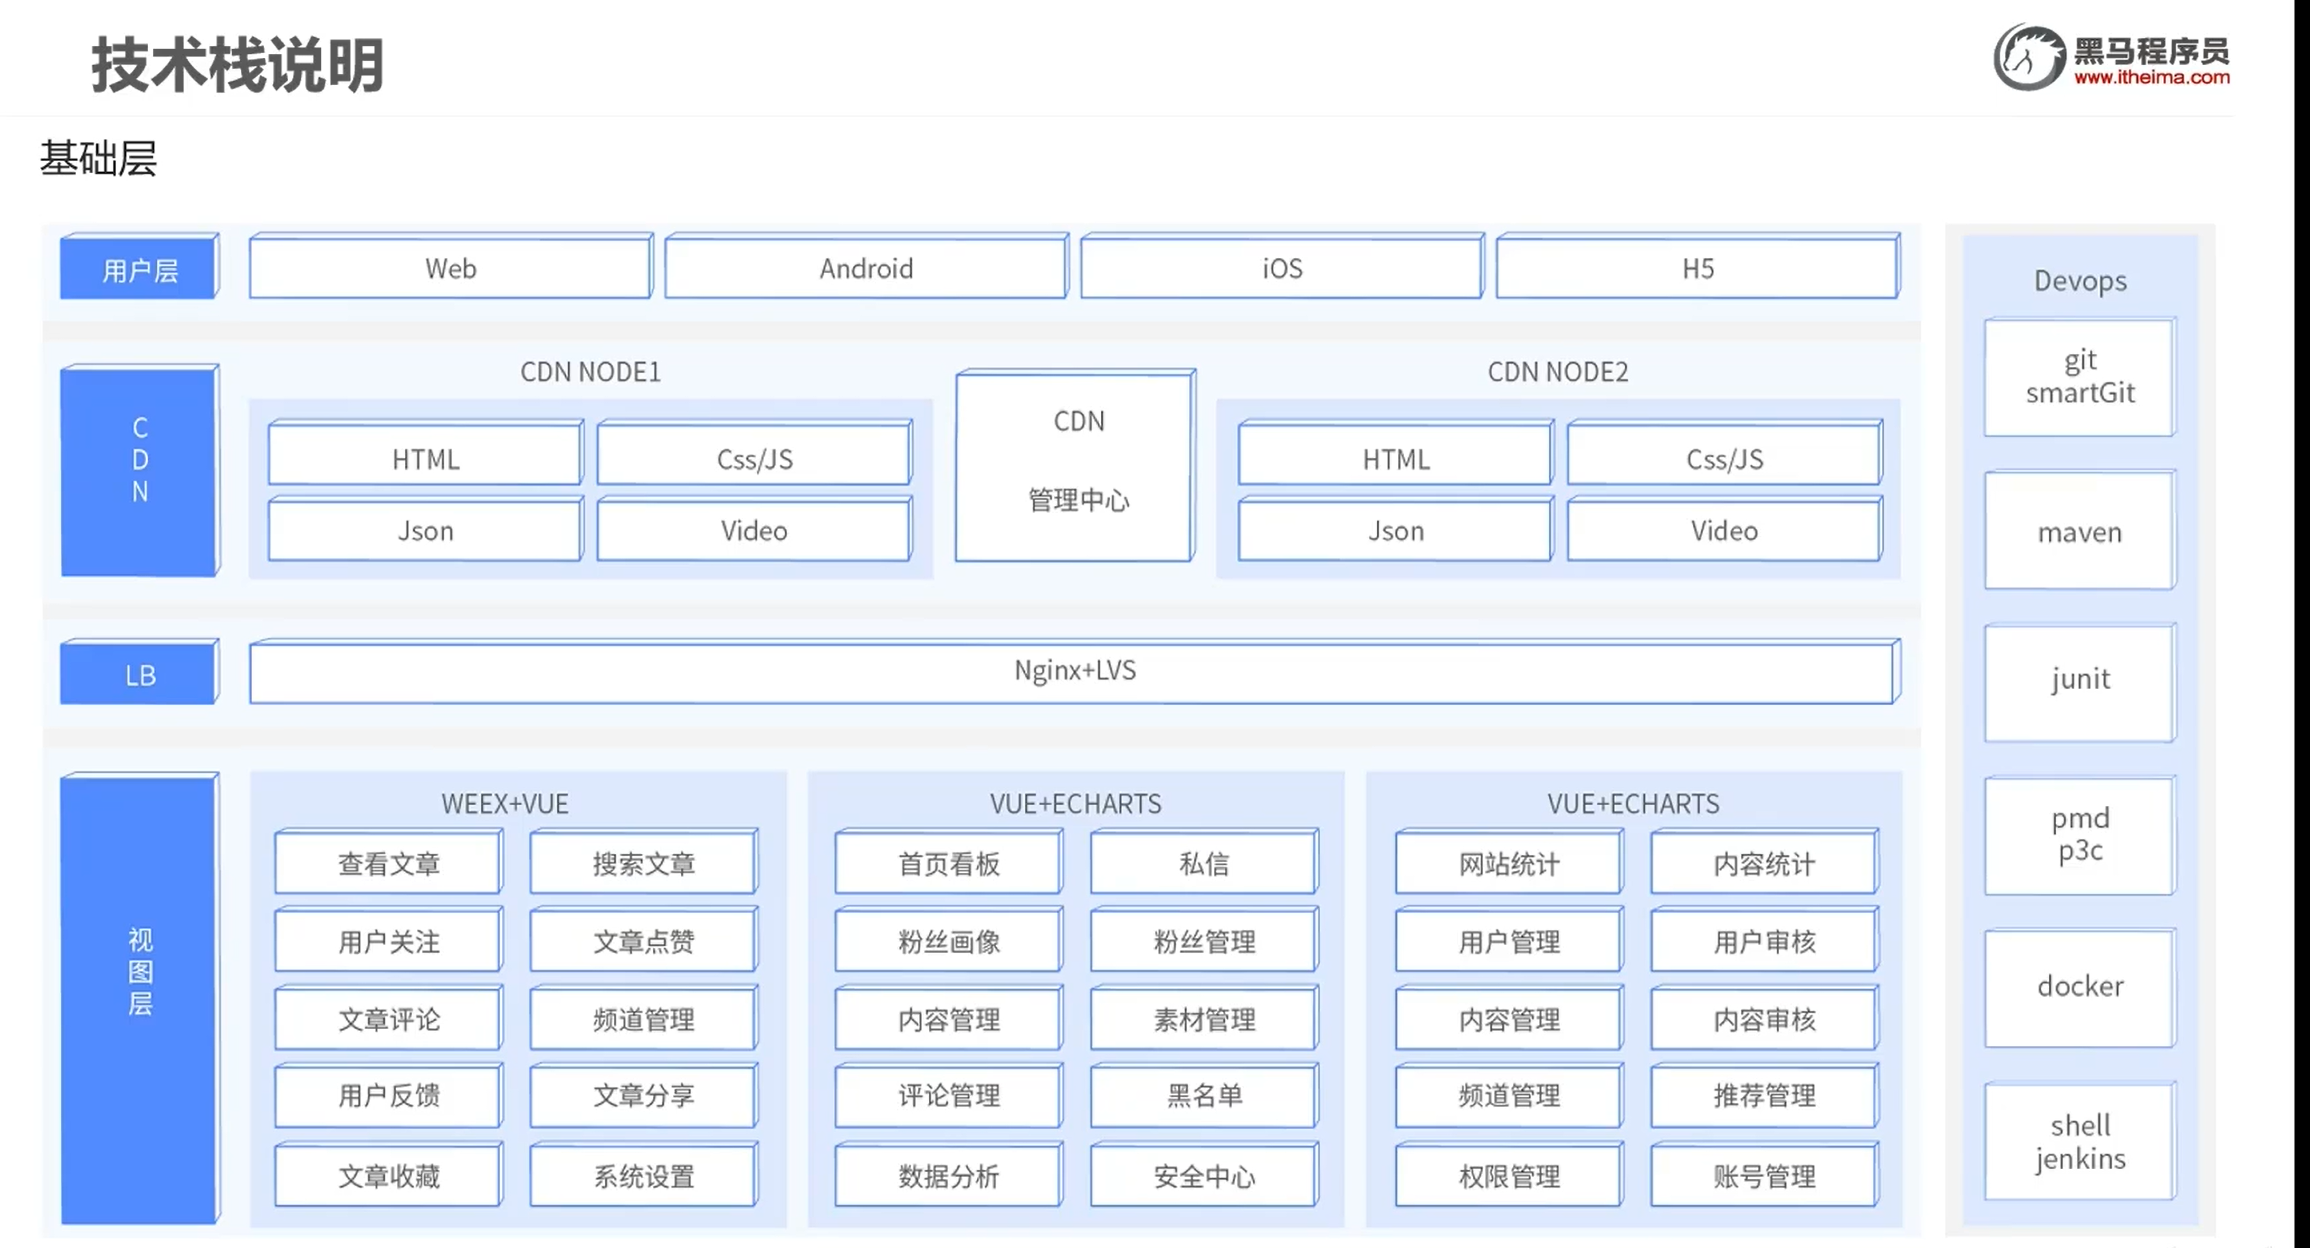 技术栈说明
黑马程序员
www.itheima.com
基础层
用户层
Web
Android
iOS
H5
C
D
N
CDN NODE1
HTML
Css/JS
Json
Video
CDN
管理中心
CDN NODE2
HTML
Css/JS
Json
Video
LB
Nginx+LVS
视
图
层
WEEX+VUE
查看文章
搜索文章
用户关注
文章点赞
文章评论
频道管理
用户反馈
文章分享
文章收藏
系统设置
VUE+ECHARTS
首页看板
私信
粉丝画像
粉丝管理
内容管理
素材管理
评论管理
黑名单
数据分析
安全中心
VUE+ECHARTS
网站统计
内容统计
用户管理
用户审核
内容管理
内容审核
频道管理
推荐管理
权限管理
账号管理
Devops
git
smartGit
maven
junit
pmd
p3c
docker
shell
jenkins